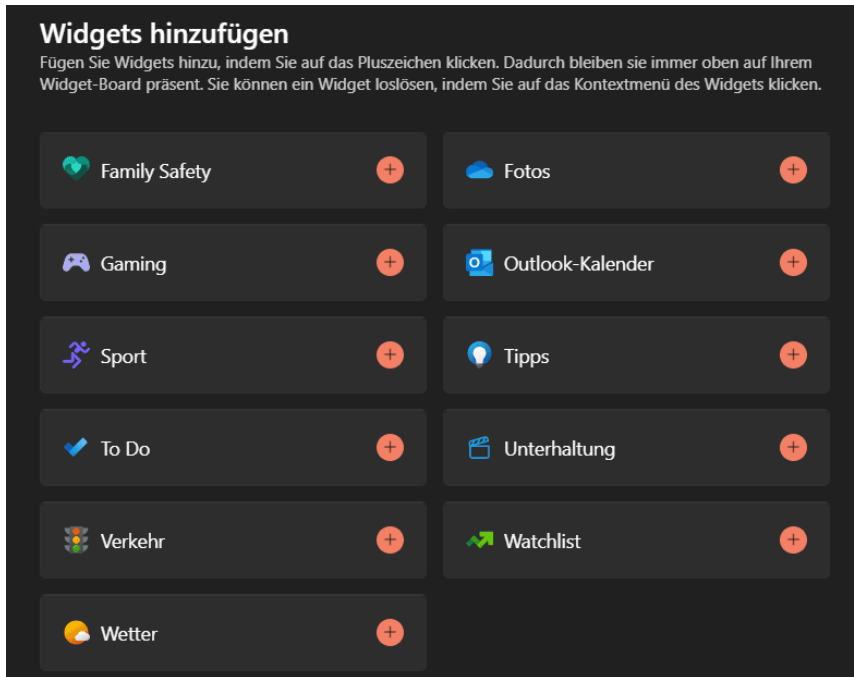 Widgets hinzufügen
Fügen Sie Widgets hinzu, indem Sie auf das Pluszeichen klicken. Dadurch bleiben sie immer oben auf Ihrem
Widget-Board präsent. Sie können ein Widget loslösen, indem Sie auf das Kontextmenü des Widgets klicken.
Family Safety
Fotos
Gaming
Outlook-Kalender
Sport
Tipps
To Do
Unterhaltung
Verkehr
Watchlist
Wetter